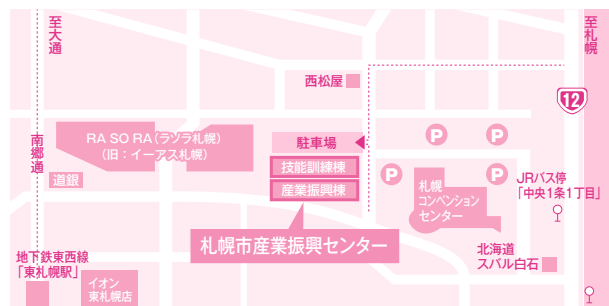 至大通
至札幌
西松屋
12
RA SO RA（ラソラ札幌）
（旧：イーアス札幌）
駐車場
P
P
南郷通
技能訓練棟
道銀
産業振興棟
P
P
札幌
コンベンション
センター
JRバス停
「中央1条1丁目」
札幌市産業振興センター
地下鉄東西線
「東札幌駅」
イオン
東札幌店
北海道
スバル白石